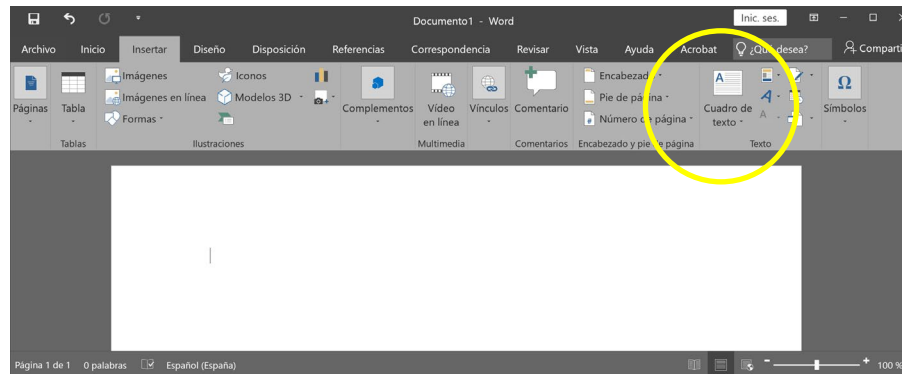 Documento1 - Word
Inic. ses.
Archivo Inicio Insertar Diseño Disposición Referencias Correspondencia Revisar Vista Ayuda Acrobat ¿Qué desea? Comparti
Páginas
Tabla
Tablas
Imágenes
Imágenes en línea
Formas
Iconos
Modelos 3D
Ilustraciones
Complementos
Vídeo
en línea
Multimedia
Vínculos
Comentario
Comentarios
Encabezado
Pie de página
Número de página
Encabezado y pie de página
A
Cuadro de
texto
A
A
Texto
Ω
Símbolos
Página 1 de 1 0 palabras Español (España) 100 %